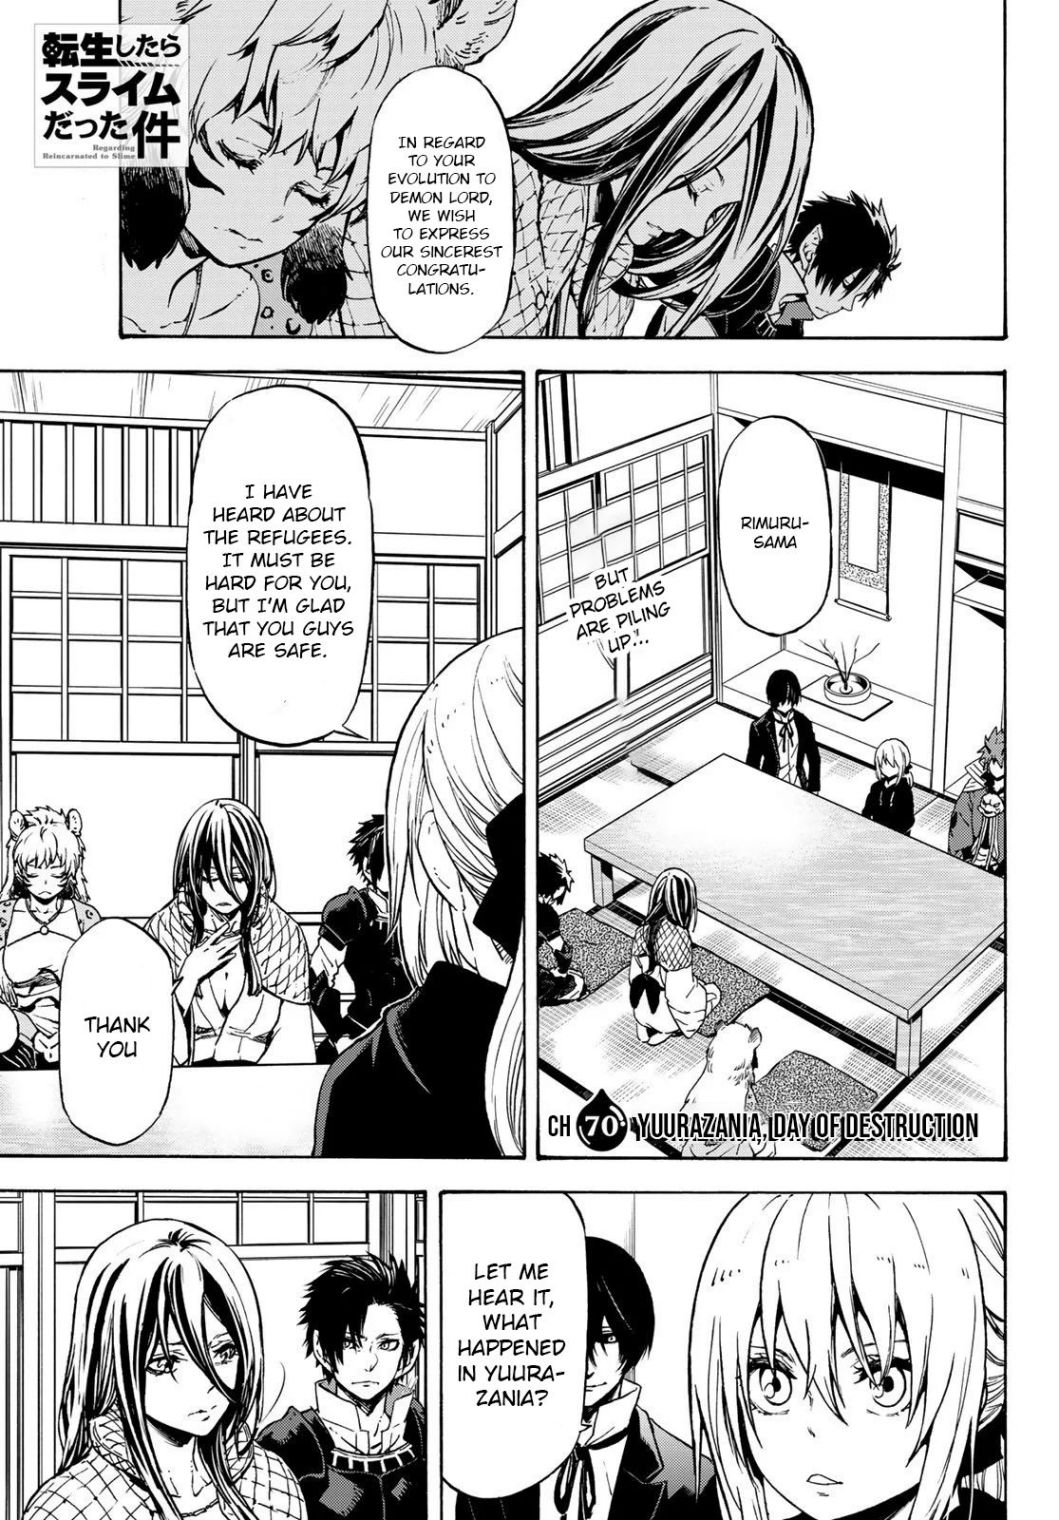 転生したら
スライム
だった件
Regarding
Reincarnated to Slime
IN REGARD
TO YOUR
EVOLUTION TO
DEMON LORD,
WE WISH
TO EXPRESS
OUR SINCEREST
CONGRATU-
LATIONS.
RIMURU-
SAMA
BUT
PROBLEMS
ARE PILING
UP...
CH 70 YUURAZANIA, DAY OF DESTRUCTION
I HAVE
HEARD ABOUT
THE REFUGEES.
IT MUST BE
HARD FOR YOU,
BUT I'M GLAD
THAT YOU GUYS
ARE SAFE.
THANK
YOU
LET ME
HEAR IT,
WHAT
HAPPENED
IN YUURA-
ZANIA?